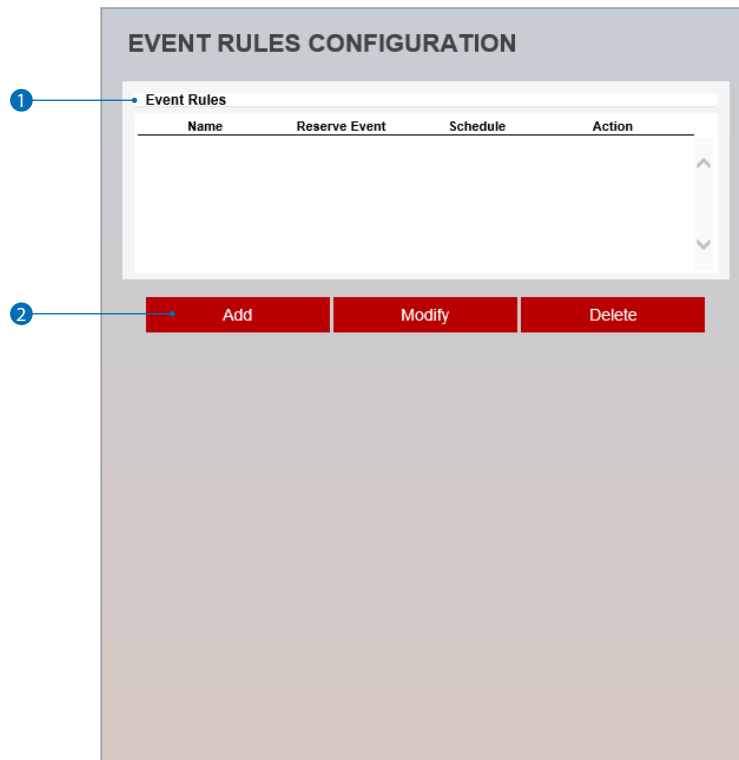 EVENT RULES CONFIGURATION
1
Event Rules
Name Reserve Event Schedule Action
2
Add Modify Delete